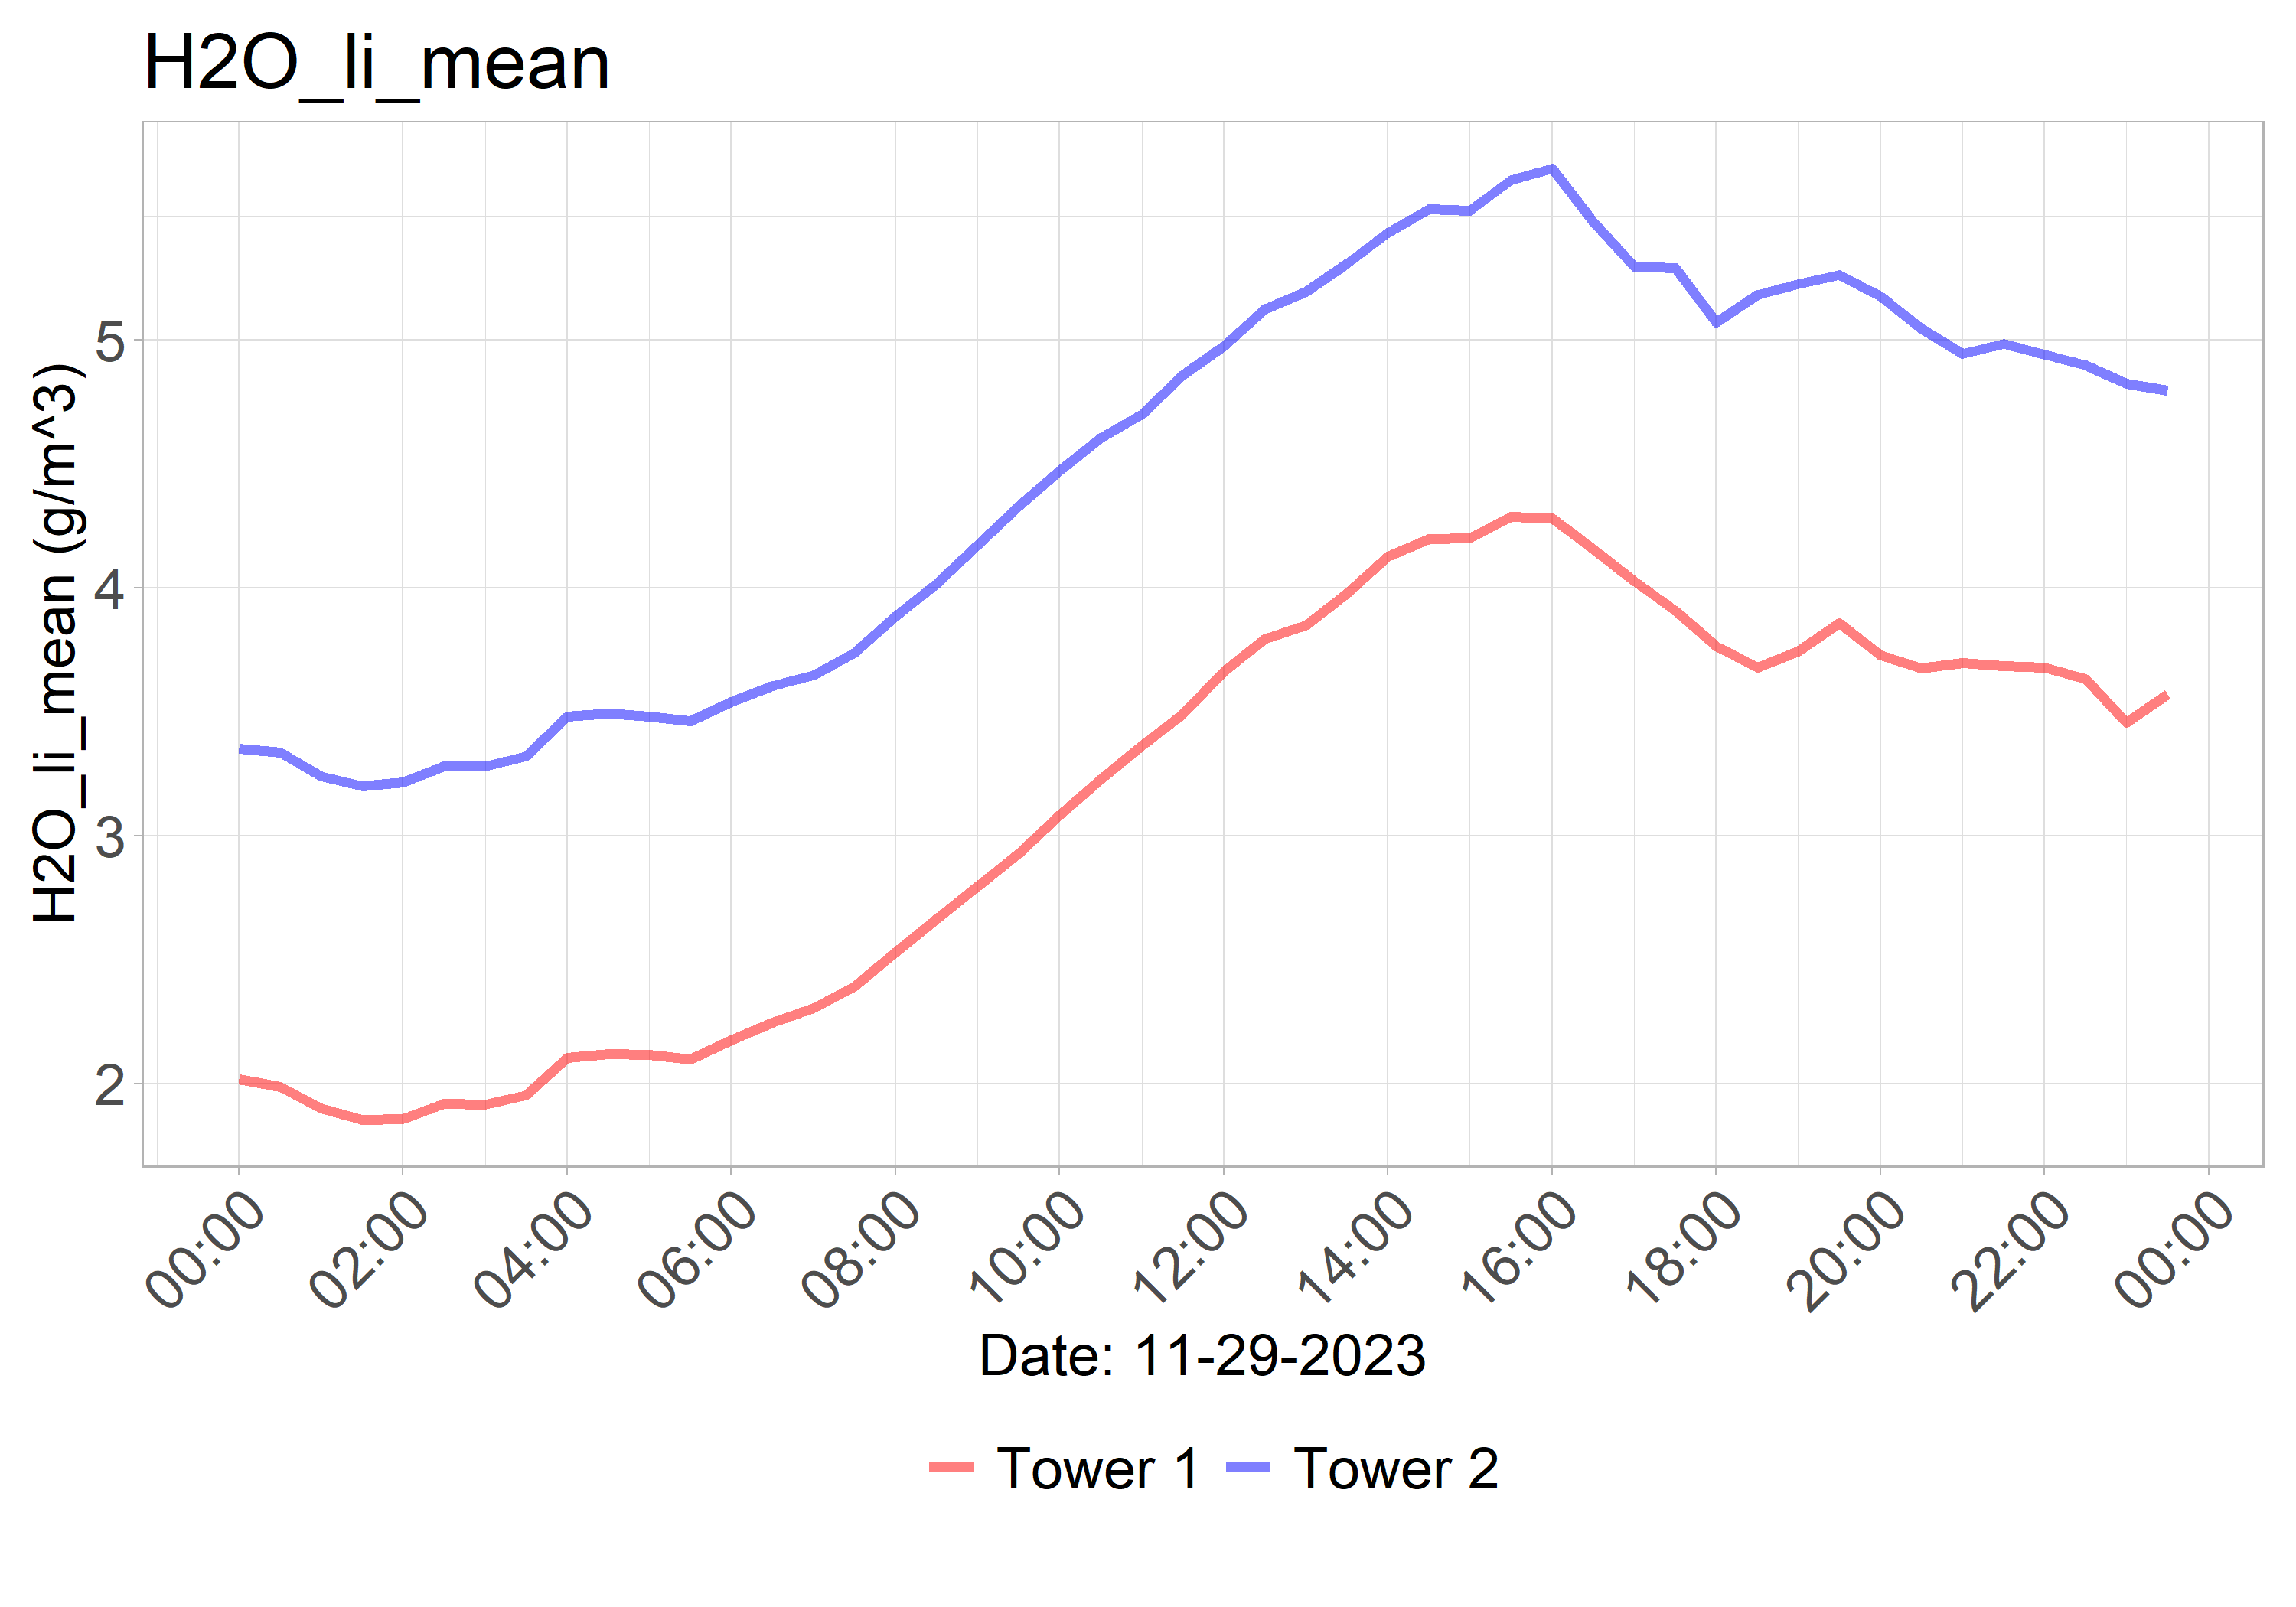 H2O_li_mean
H2O_li_mean (g/m^3)
5
4
3
2
00:00 02:00 04:00 06:00 08:00 10:00 12:00 14:00 16:00 18:00 20:00 22:00 00:00
Date: 11-29-2023
Tower 1 Tower 2